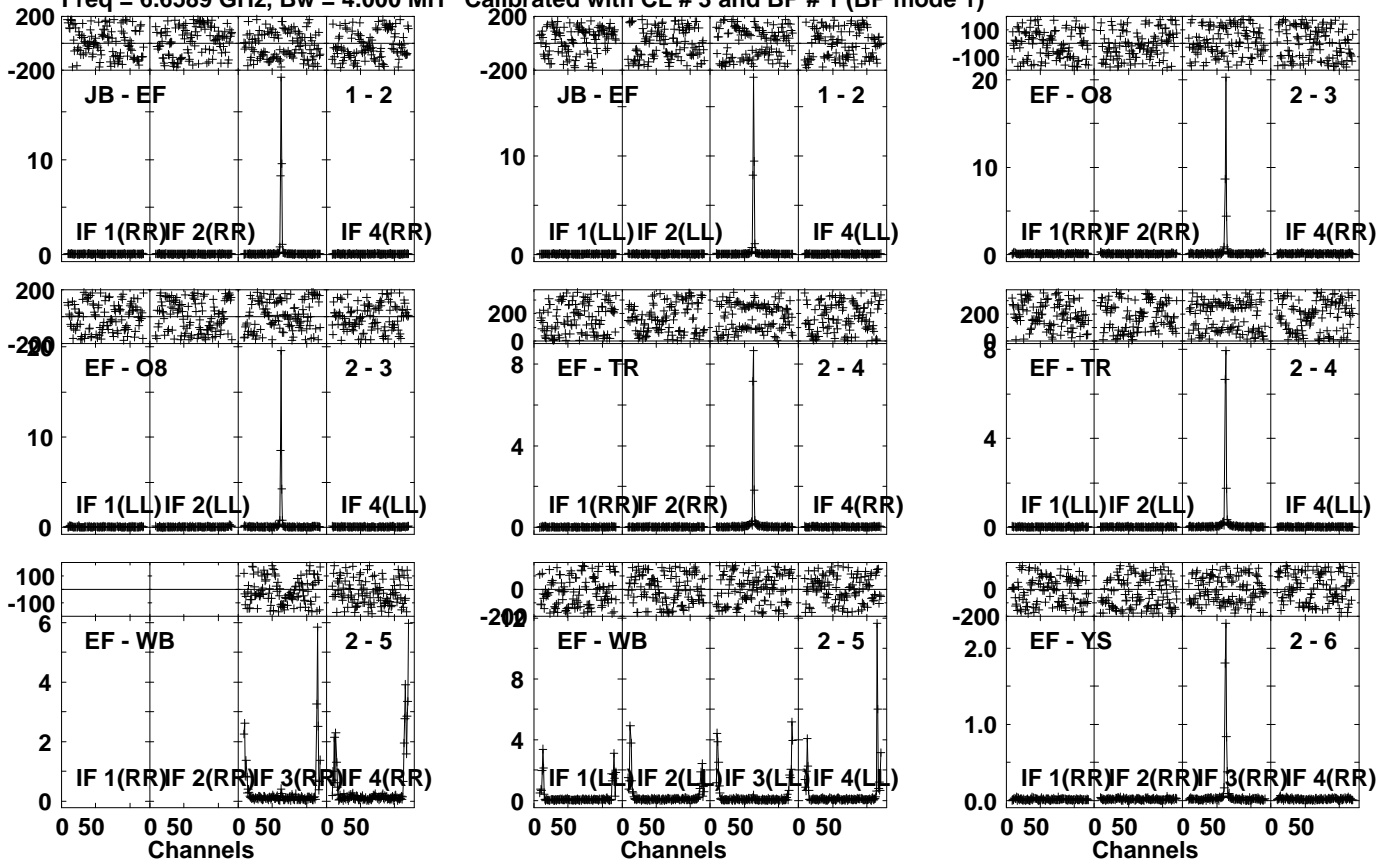 Freq = 6.6589 GHz, Bw = 4.000 MH Calibrated with CL # 3 and BP # 1 (BP mode 1)
200
-200
JB - EF 1 - 2
10
0
IF 1(RR) IF 2(RR) IF 4(RR)
200
-200
JB - EF 1 - 2
10
0
IF 1(LL) IF 2(LL) IF 4(LL)
100
-100
20
EF - O8 2 - 3
10
0
IF 1(RR) IF 2(RR) IF 4(RR)
200
-200
20
EF - O8 2 - 3
10
0
IF 1(LL) IF 2(LL) IF 4(LL)
200
0
8
EF - TR 2 - 4
4
0
IF 1(RR) IF 2(RR) IF 4(RR)
200
0
8
EF - TR 2 - 4
4
0
IF 1(LL) IF 2(LL) IF 4(LL)
100
-100
6
EF - WB 2 - 5
4
2
0
IF 1(RR) IF 2(RR) IF 3(RR) IF 4(RR)
0 50 0 50 0 50 0 50
Channels
0
-200
12
EF - WB 2 - 5
8
4
0
IF 1(LL) IF 2(LL) IF 3(LL) IF 4(LL)
0 50 0 50 0 50 0 50
Channels
0
-200
EF - YS 2 - 6
2.0
1.0
0.0
IF 1(RR) IF 2(RR) IF 3(RR) IF 4(RR)
0 50 0 50 0 50 0 50
Channels